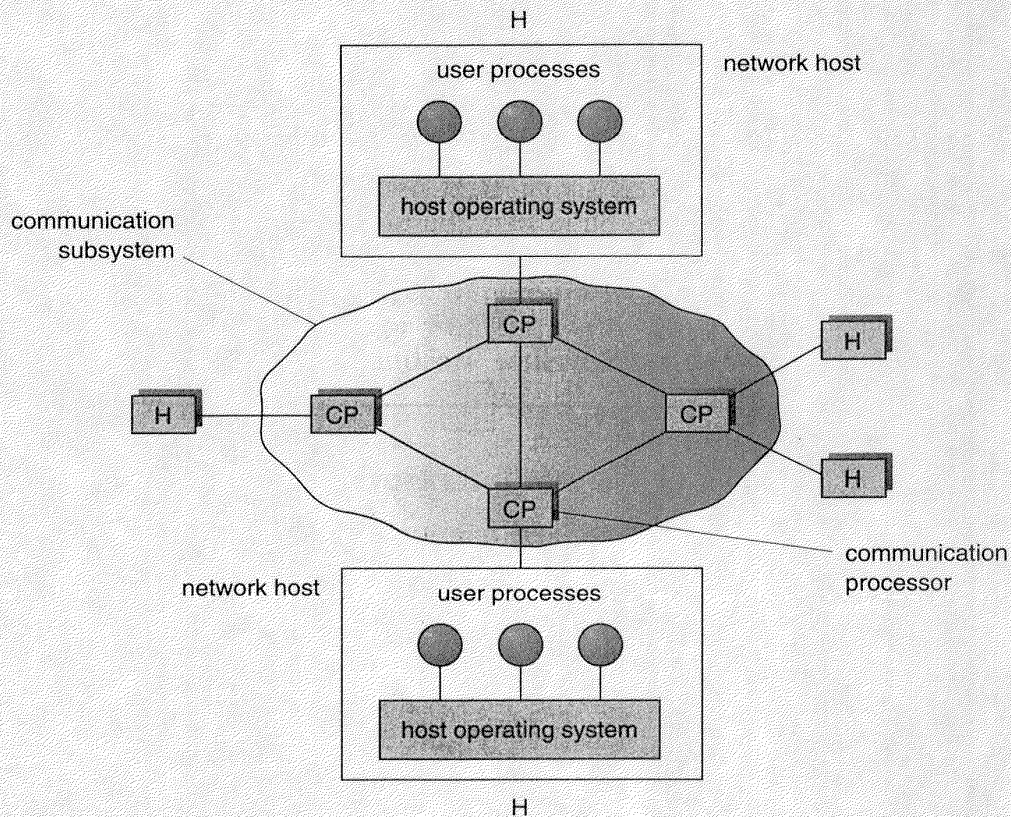 H
user processes
network host
host operating system
communication
subsystem
CP
H
H
CP
CP
H
CP
communication
processor
network host
user processes
host operating system
H